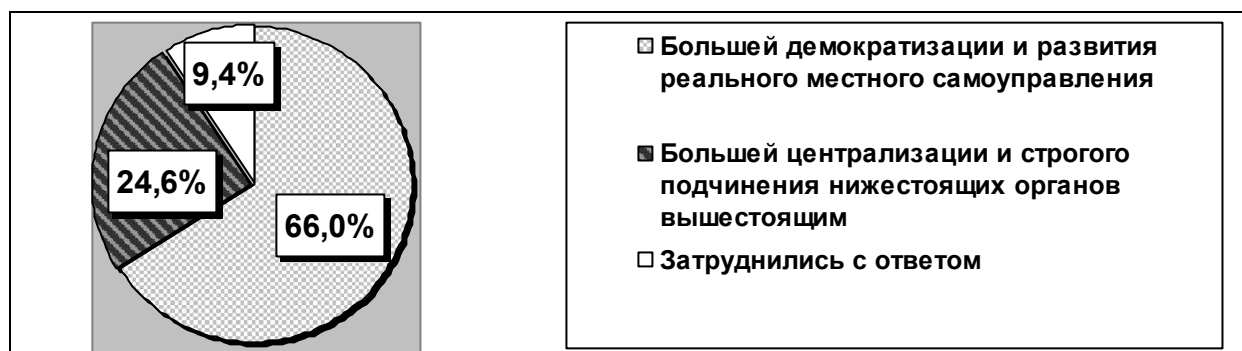 9,4%
24,6%
66,0%
Большей демократизации и развития
реального местного самоуправления
Большей централизации и строгого
подчинения нижестоящих органов
вышестоящим
Затруднились с ответом